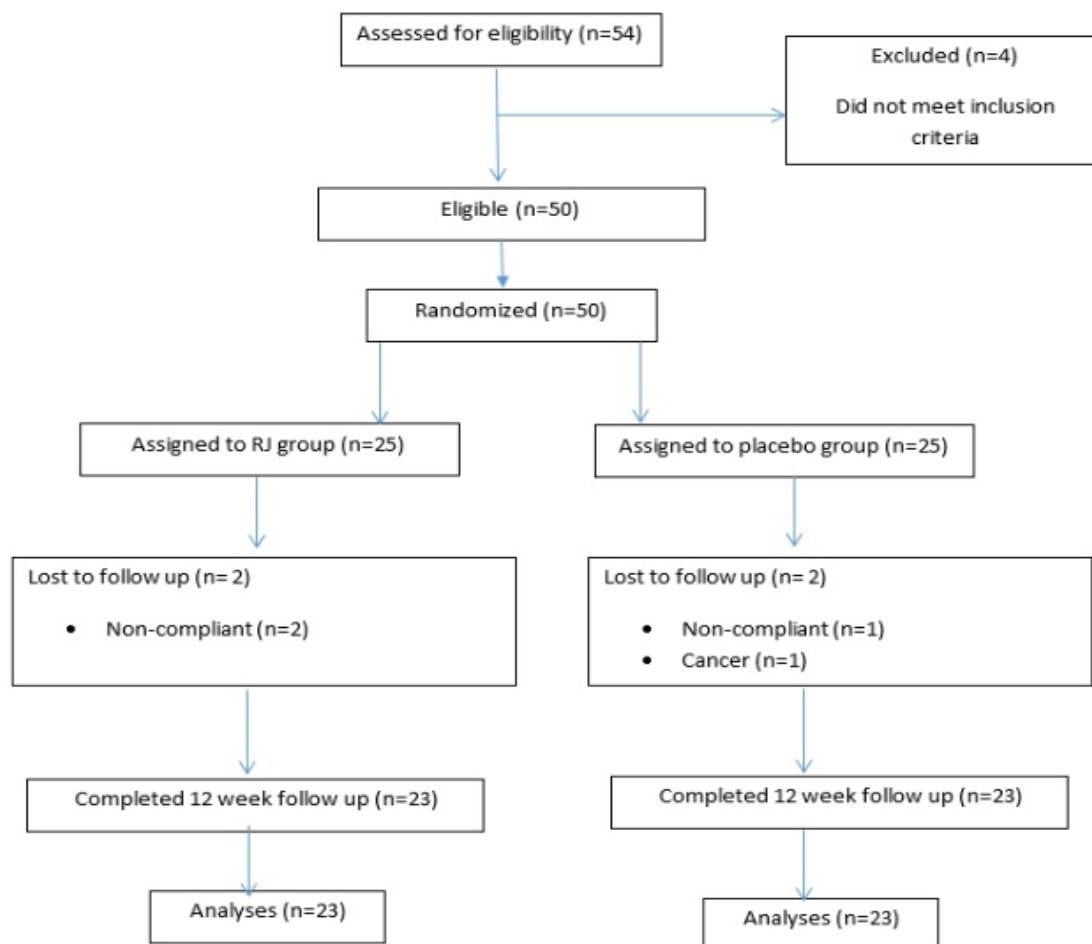 Assessed for eligibility (n=54)
Excluded (n=4)
Did not meet inclusion
criteria
Eligible (n=50)
Randomized (n=50)
Assigned to RJ group (n=25)
Assigned to placebo group (n=25)
Lost to follow up (n= 2)
• Non-compliant (n=2)
Lost to follow up (n= 2)
• Non-compliant (n=1)
• Cancer (n=1)
Completed 12 week follow up (n=23)
Completed 12 week follow up (n=23)
Analyses (n=23)
Analyses (n=23)